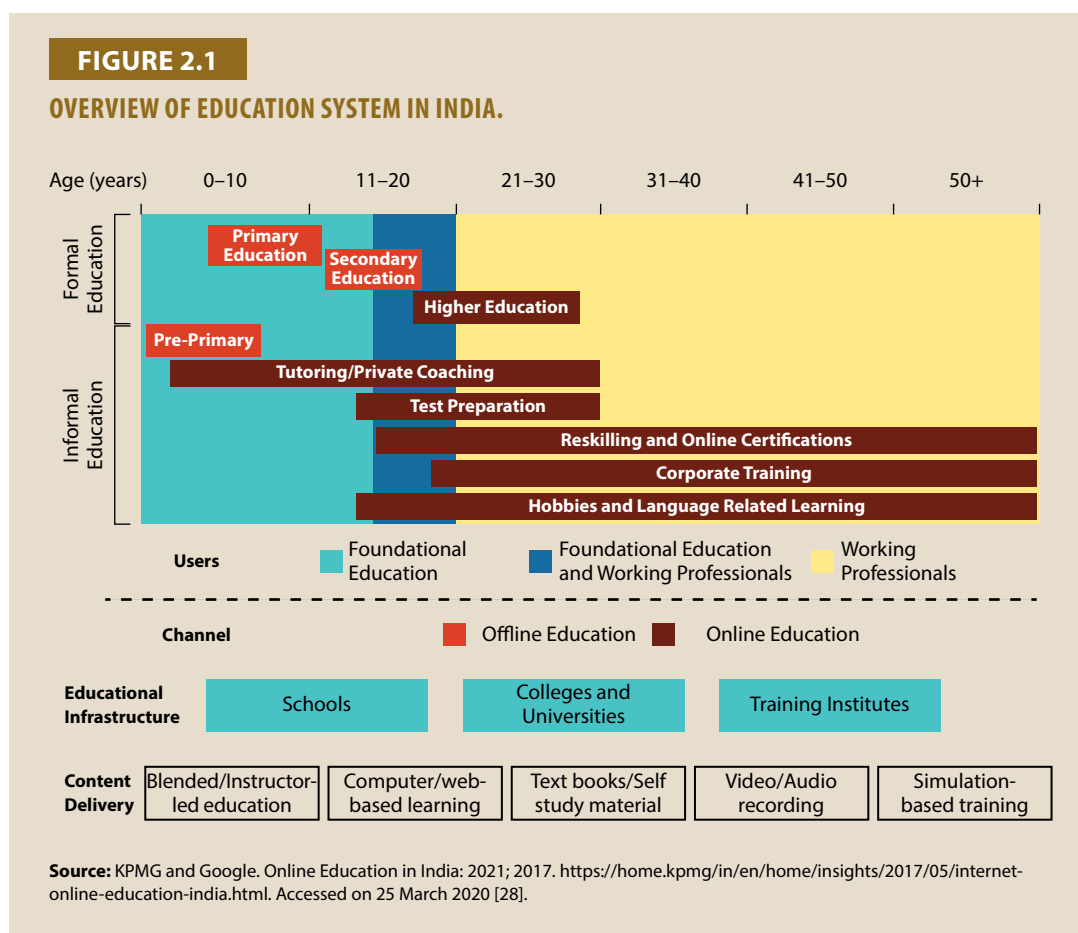 FIGURE 2.1
OVERVIEW OF EDUCATION SYSTEM IN INDIA.
Age (years) 0–10 11–20 21–30 31–40 41–50 50+
Formal
Education
Primary
Education
Secondary
Education
Higher Education
Informal
Education
Pre-Primary
Tutoring/Private Coaching
Test Preparation
Reskilling and Online Certifications
Corporate Training
Hobbies and Language Related Learning
Users
Foundational
Education
Foundational Education
and Working Professionals
Working
Professionals
Channel
Offline Education
Online Education
Educational
Infrastructure
Schools
Colleges and
Universities
Training Institutes
Content
Delivery
Blended/Instructor-
led education
Computer/web-
based learning
Text books/Self
study material
Video/Audio
recording
Simulation-
based training
Source: KPMG and Google. Online Education in India: 2021; 2017. https://home.kpmg/in/en/home/insights/2017/05/internet-
online-education-india.html. Accessed on 25 March 2020 [28].